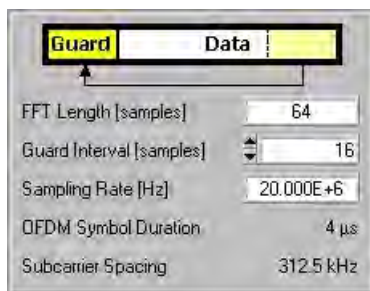 Guard Data
FFT Length [samples] 64
Guard Interval [samples] 16
Sampling Rate [Hz] 20.000E+6
OFDM Symbol Duration 4 µs
Subcarrier Spacing 312.5 kHz